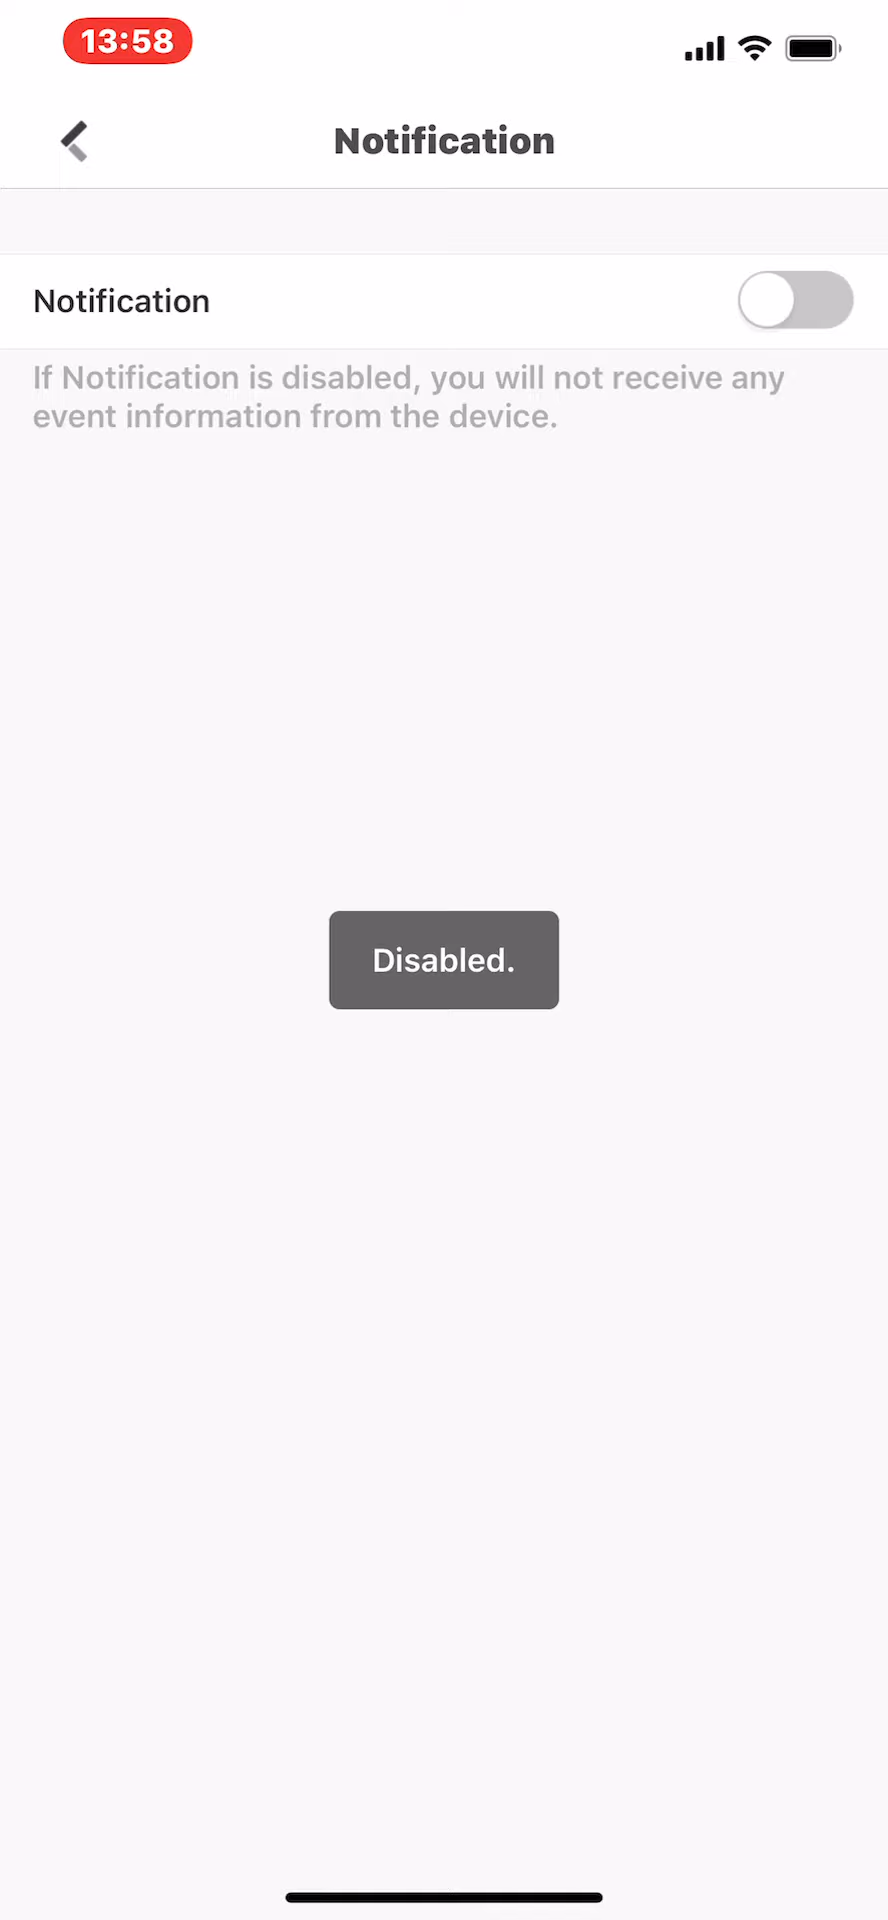 13:58
Notification
Notification
If Notification is disabled, you will not receive any
event information from the device.
Disabled.